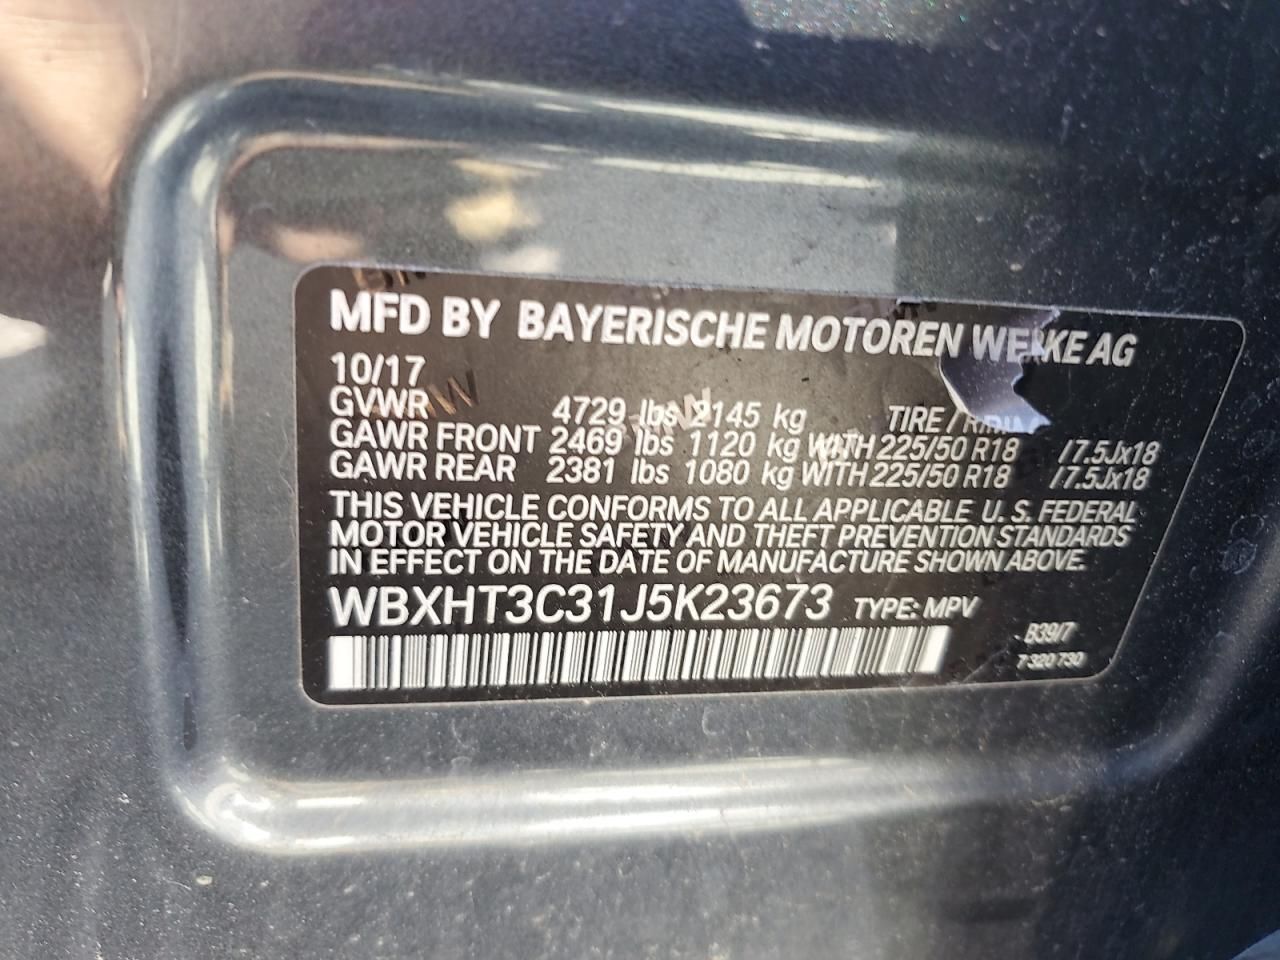 MFD BY BAYERISCHE MOTOREN WERKE AG
10/17
GVWR 4729 lbs 2145 kg TIRE / RIM
GAWR FRONT 2469 lbs 1120 kg WITH 225/50 R18 / 7.5Jx18
GAWR REAR 2381 lbs 1080 kg WITH 225/50 R18 / 7.5Jx18
THIS VEHICLE CONFORMS TO ALL APPLICABLE U. S. FEDERAL
MOTOR VEHICLE SAFETY AND THEFT PREVENTION STANDARDS
IN EFFECT ON THE DATE OF MANUFACTURE SHOWN ABOVE.
WBXHT3C31J5K23673 TYPE: MPV
B39/7
7 320 730